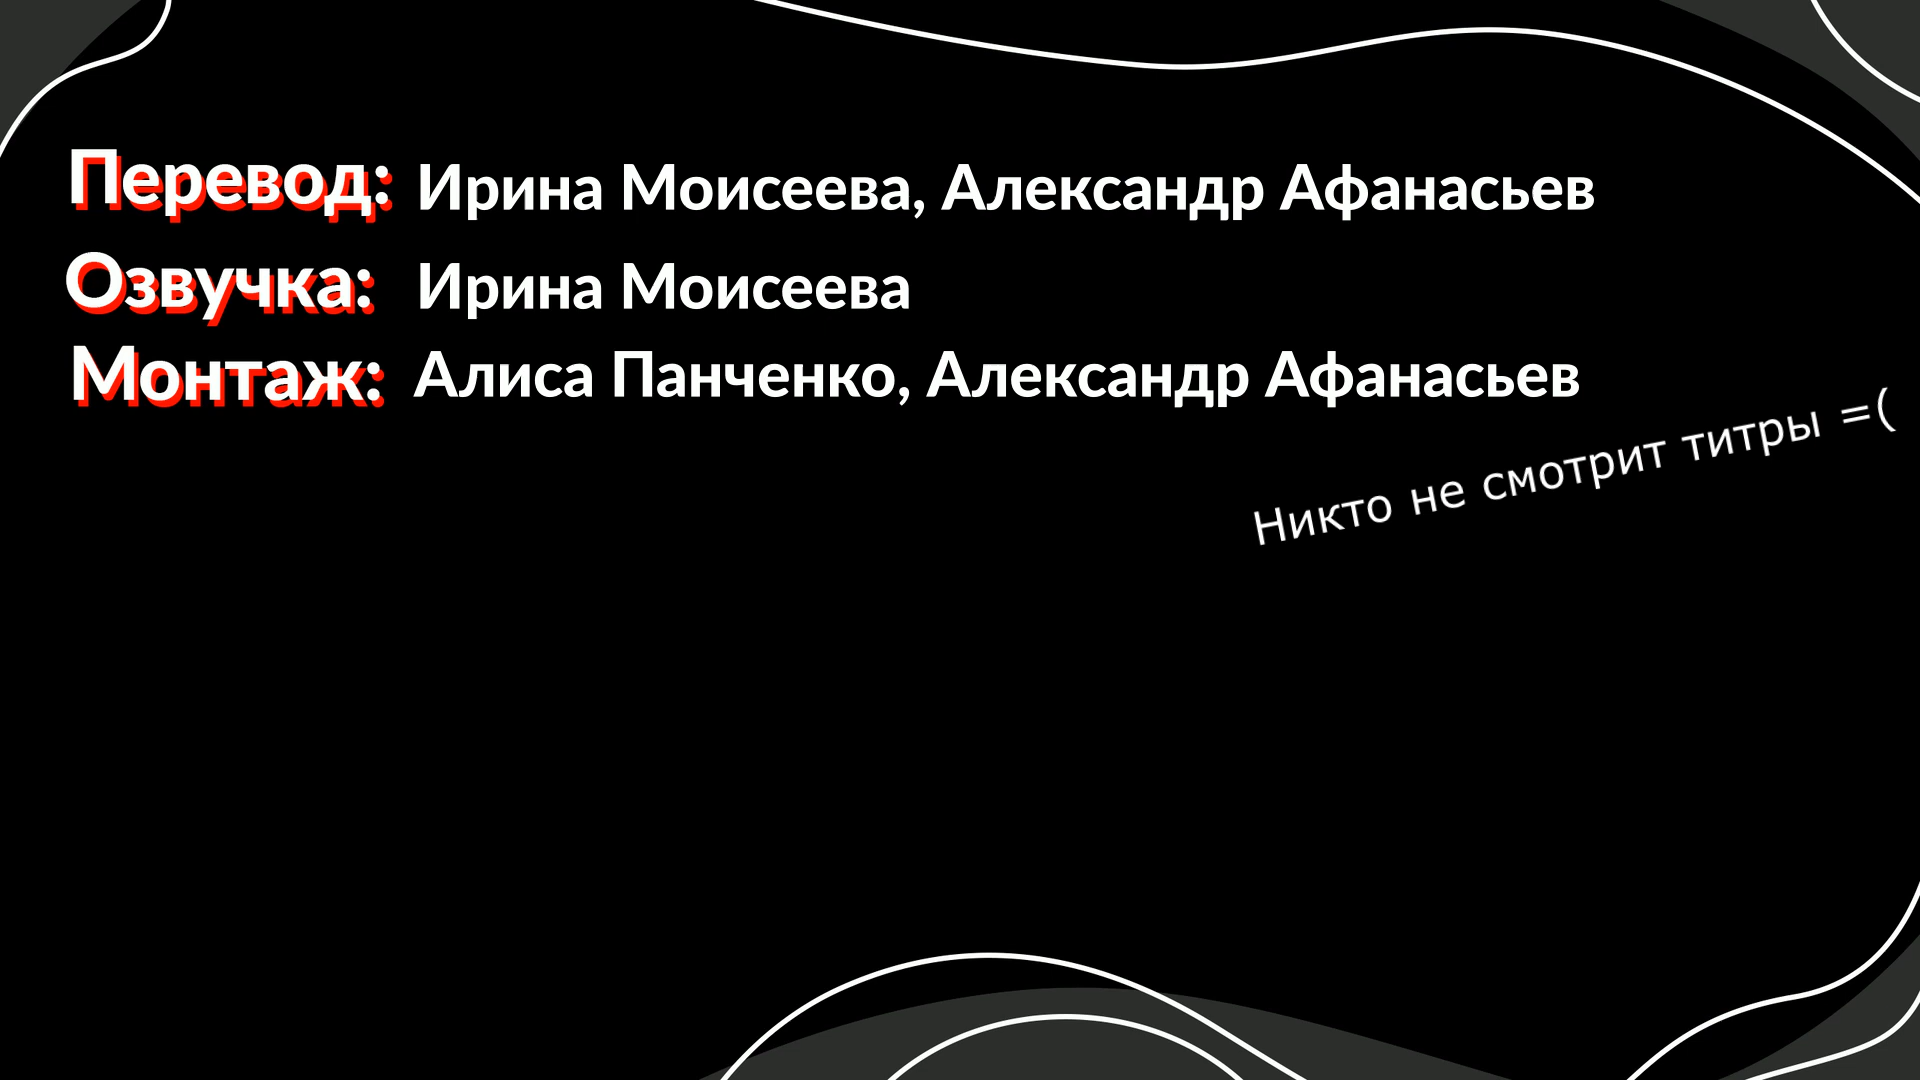 Перевод: Ирина Моисеева, Александр Афанасьев
Озвучка: Ирина Моисеева
Монтаж: Алиса Панченко, Александр Афанасьев
Никто не смотрит титры =(